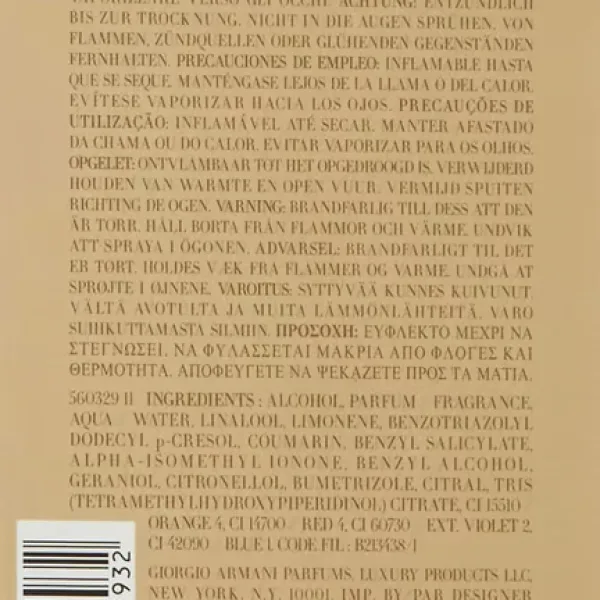 VAPORIZZARE VERSO GLI OCCHI. ACHTUNG: ENTZÜNDLICH
BIS ZUR TROCKNUNG. NICHT IN DIE AUGEN SPRÜHEN. VON
FLAMMEN, ZÜNDQUELLEN ODER GLÜHENDEN GEGENSTÄNDEN
FERNHALTEN. PRECAUCIONES DE EMPLEO: INFLAMABLE HASTA
QUE SE SEQUE. MANTÉNGASE LEJOS DE LA LLAMA O DEL CALOR.
EVÍTESE VAPORIZAR HACIA LOS OJOS. PRECAUÇÕES DE
UTILIZAÇÃO: INFLAMÁVEL ATÉ SECAR. MANTER AFASTADO
DA CHAMA OU DO CALOR. EVITAR VAPORIZAR PARA OS OLHOS.
OPGELET: ONTVLAMBAAR TOT HET OPGEDROOGD IS. VERWIJDERD
HOUDEN VAN WARMTE EN OPEN VUUR. VERMIJD SPUITEN
RICHTING DE OGEN. VARNING: BRANDFARLIG TILL DESS ATT DEN
ÄR TORR. HÅLL BORTA FRÅN FLAMMOR OCH VÄRME. UNDVIK
ATT SPRAYA I ÖGONEN. ADVARSEL: BRANDFARLIGT TIL DET
ER TØRT. HOLDES VÆK FRA FLAMMER OG VARME. UNDGÅ AT
SPRØJTE I ØJNENE. VAROITUS: SYTTYVÄÄ KUNNES KUIVUNUT.
VÄLTÄ AVOTULTA JA MUITA LÄMMÖNLÄHTEITÄ. VARO
SUIHKUTTAMASTA SILMIIN. ΠΡΟΣΟΧΗ: ΕΥΦΛΕΚΤΟ ΜΕΧΡΙ ΝΑ
ΣΤΕΓΝΩΣΕΙ. ΝΑ ΦΥΛΑΣΣΕΤΑΙ ΜΑΚΡΙΑ ΑΠΟ ΦΛΟΓΕΣ ΚΑΙ
ΘΕΡΜΟΤΗΤΑ. ΑΠΟΦΕΥΓΕΤΕ ΝΑ ΨΕΚΑΖΕΤΕ ΠΡΟΣ ΤΑ ΜΑΤΙΑ.
560329 11 INGREDIENTS : ALCOHOL, PARFUM / FRAGRANCE,
AQUA / WATER, LINALOOL, LIMONENE, BENZOTRIAZOLYL
DODECYL p-CRESOL, COUMARIN, BENZYL SALICYLATE,
ALPHA-ISOMETHYL IONONE, BENZYL ALCOHOL,
GERANIOL, CITRONELLOL, BUMETRIZOLE, CITRAL, TRIS
(TETRAMETHYLHYDROXYPIPERIDINOL) CITRATE, CI 15510 /
ORANGE 4, CI 14700 / RED 4, CI 60730 / EXT. VIOLET 2,
CI 42090 / BLUE 1. CODE FIL : B213438/1
932
GIORGIO ARMANI PARFUMS, LUXURY PRODUCTS LLC,
NEW YORK, N.Y. 10001. IMP. BY/PAR DESIGNER